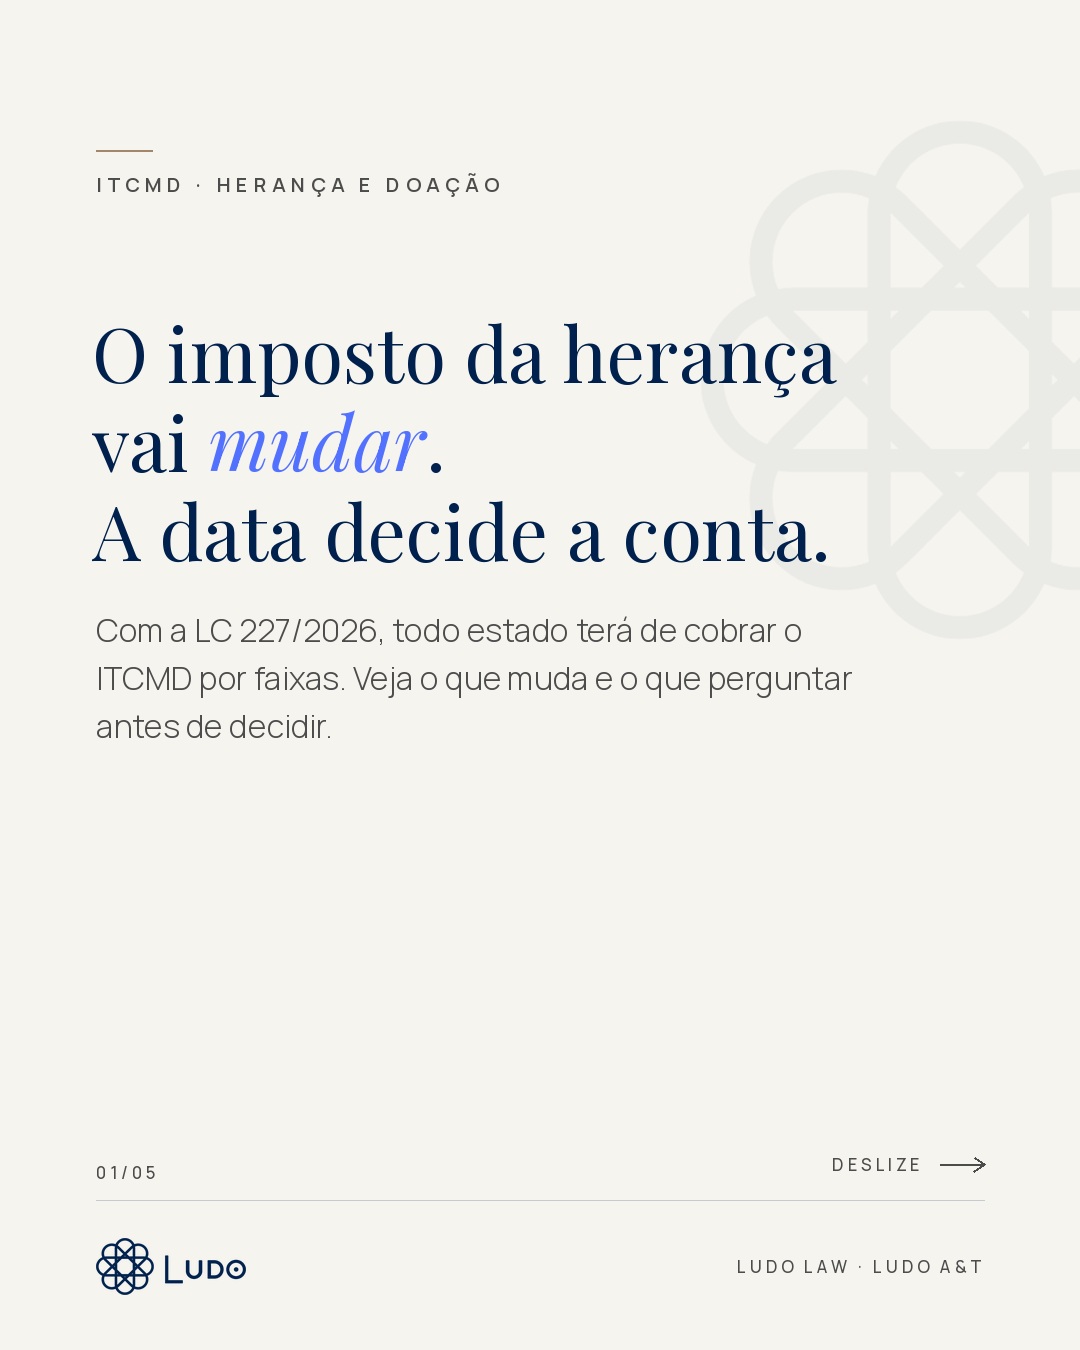 ITCMD · HERANÇA E DOAÇÃO
O imposto da herança
vai mudar.
A data decide a conta.
Com a LC 227/2026, todo estado terá de cobrar o
ITCMD por faixas. Veja o que muda e o que perguntar
antes de decidir.
01/05
DESLIZE
LUDO
LUDO LAW · LUDO A&T